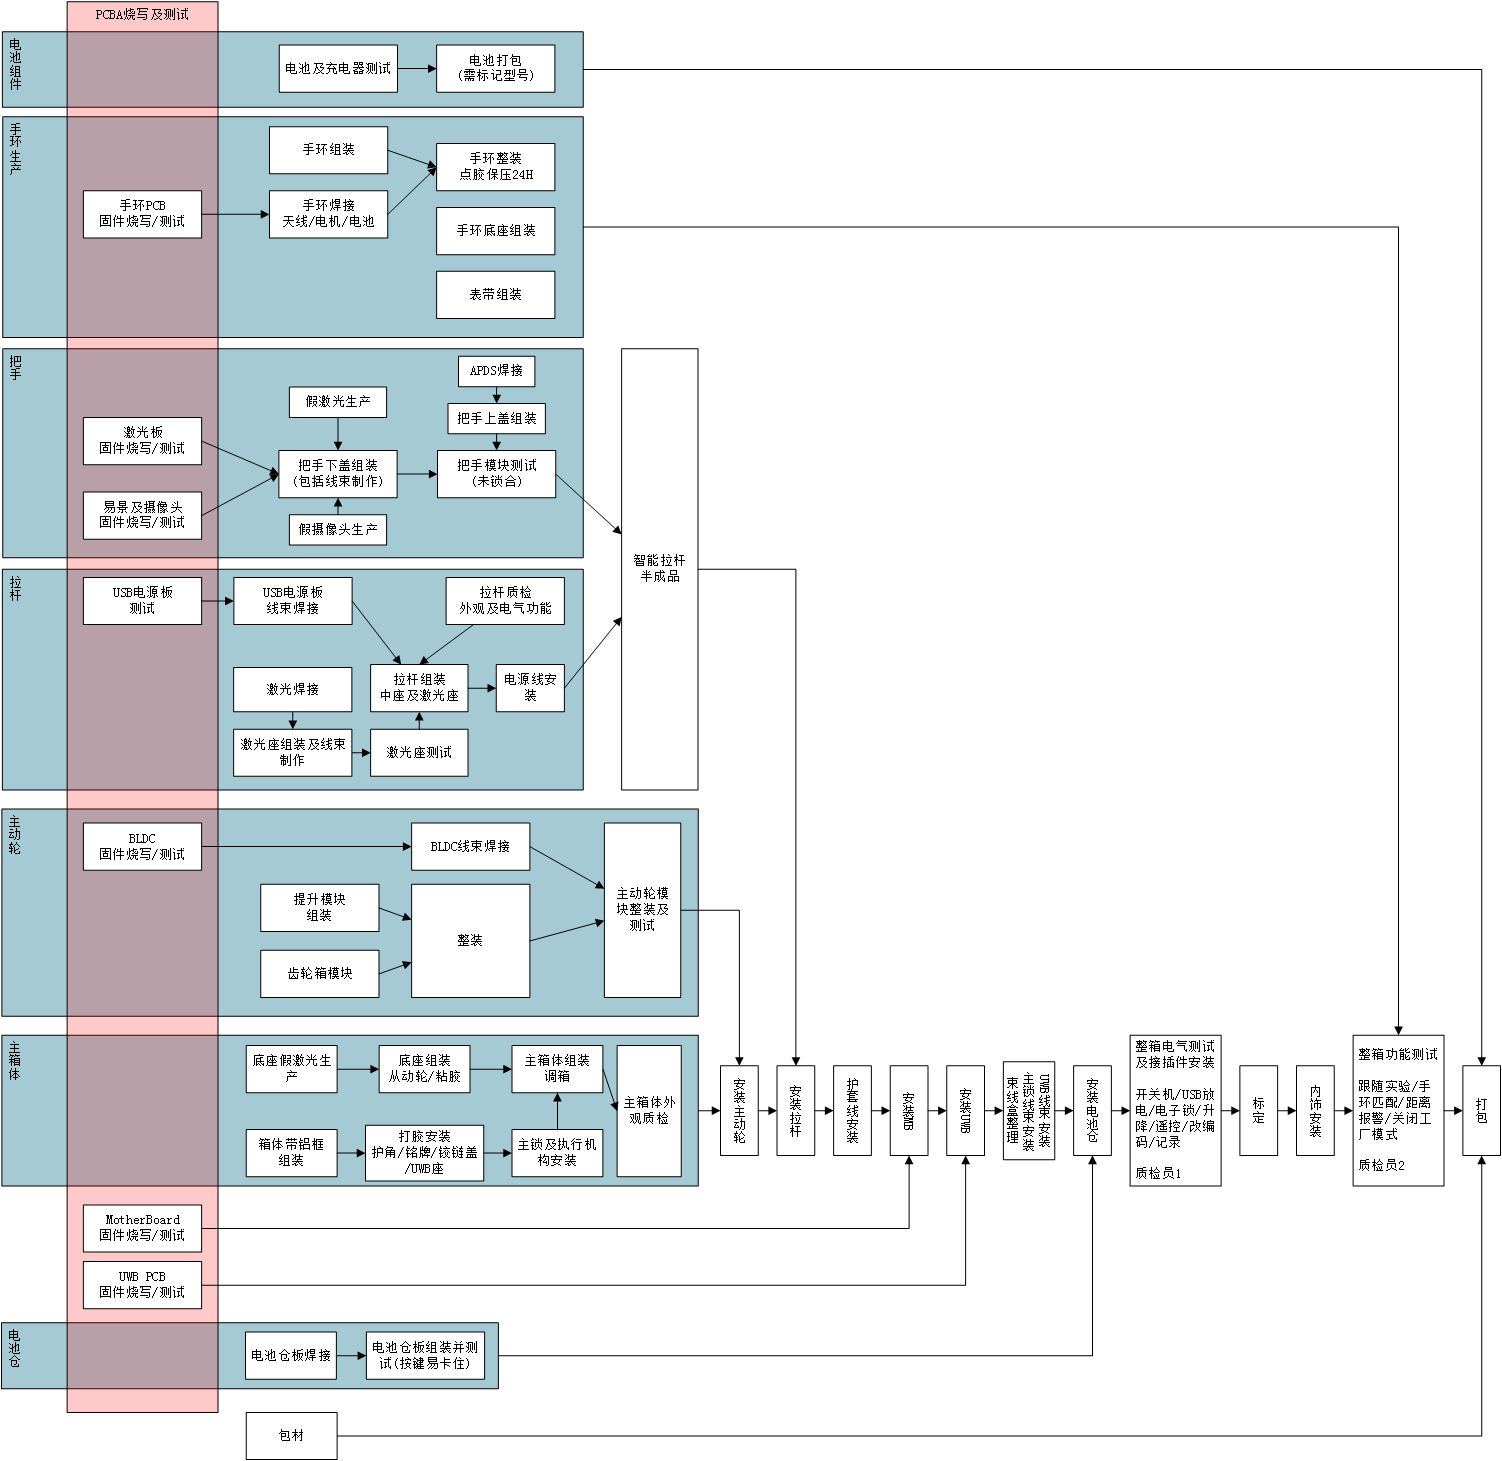 PCBA烧写及测试
电池组件
电池及充电器测试
电池打包
(需标记型号)
手环生产
手环组装
手环整装
点胶保压24H
手环PCB
固件烧写/测试
手环焊接
天线/电机/电池
手环底座组装
表带组装
把手
APDS焊接
假激光生产
把手上盖组装
激光板
固件烧写/测试
把手下盖组装
(包括线束制作)
把手模块测试
(未锁合)
易景及摄像头
固件烧写/测试
假摄像头生产
智能拉杆
半成品
拉杆
USB电源板
测试
USB电源板
线束焊接
拉杆质检
外观及电气功能
激光焊接
拉杆组装
中座及激光座
电源线安
装
激光座组装及线束
制作
激光座测试
主动轮
BLDC
固件烧写/测试
BLDC线束焊接
提升模块
组装
整装
主动轮模
块整装及
测试
齿轮箱模块
主箱体
底座假激光生
产
底座组装
从动轮/粘胶
主箱体组装
调箱
主箱体外
观质检
箱体带铝框
组装
打胶安装
护角/铭牌/铰链盖
/UWB座
主锁及执行机
构安装
安装主动轮
安装拉杆
护套线安装
安装MB
安装UWB
UWB线束安装
主锁线束安装
束线盒整理
安装电池仓
整箱电气测试
及接插件安装
开关机/USB放
电/电子锁/升
降/遥控/改编
码/记录
质检员1
标定
内饰安装
整箱功能测试
跟随实验/手
环匹配/距离
报警/关闭工
厂模式
质检员2
打包
MotherBoard
固件烧写/测试
UWB PCB
固件烧写/测试
电池仓
电池仓板焊接
电池仓板组装并测
试(按键易卡住)
包材